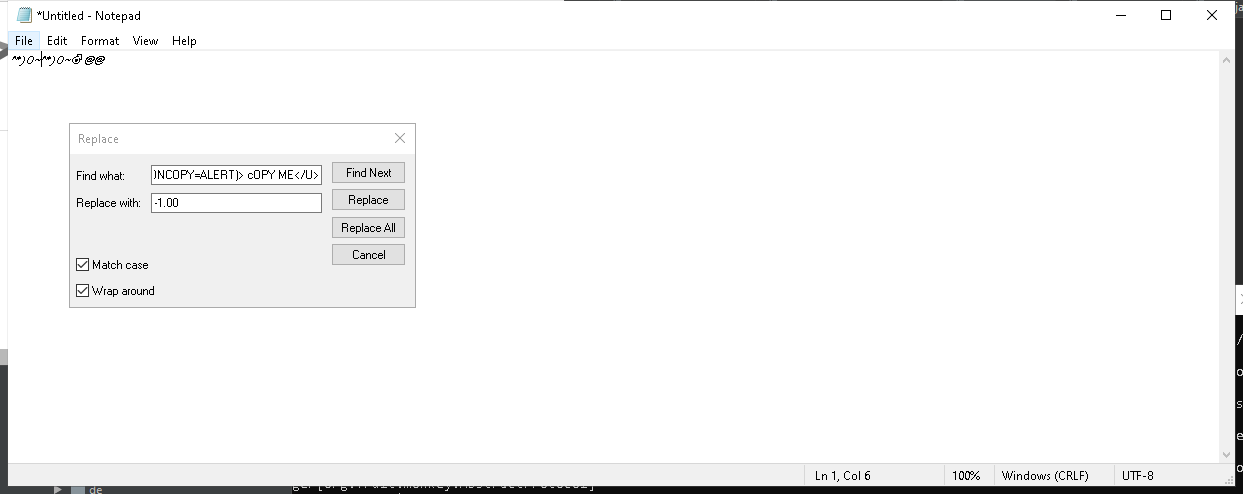 *Untitled - Notepad
File Edit Format View Help
Replace
Find what: )NCOPY=ALERT)> cOPY ME</U> Find Next
Replace with: -1.00 Replace
Replace All
Cancel
Match case
Wrap around
Ln 1, Col 6 100% Windows (CRLF) UTF-8
de